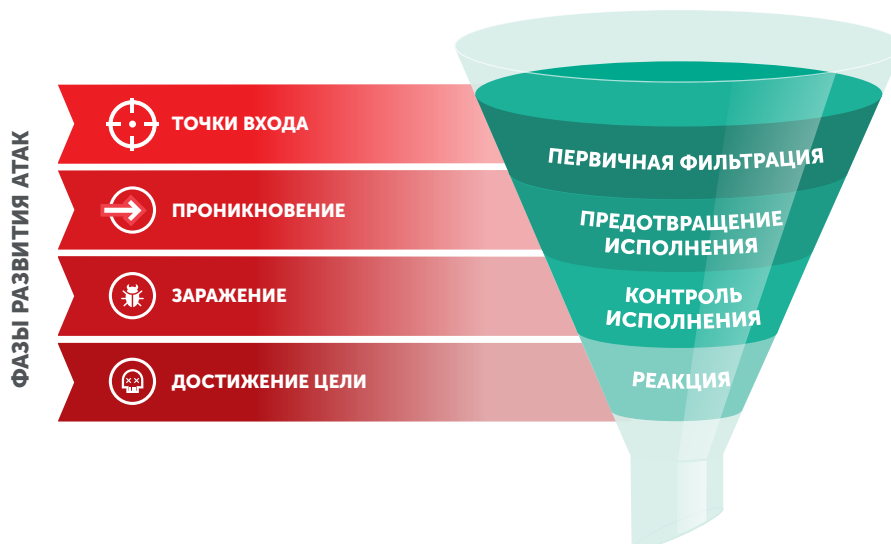 ФАЗЫ РАЗВИТИЯ АТАК
ТОЧКИ ВХОДА
ПЕРВИЧНАЯ ФИЛЬТРАЦИЯ
ПРОНИКНОВЕНИЕ
ПРЕДОТВРАЩЕНИЕ
ИСПОЛНЕНИЯ
ЗАРАЖЕНИЕ
КОНТРОЛЬ
ИСПОЛНЕНИЯ
ДОСТИЖЕНИЕ ЦЕЛИ
РЕАКЦИЯ